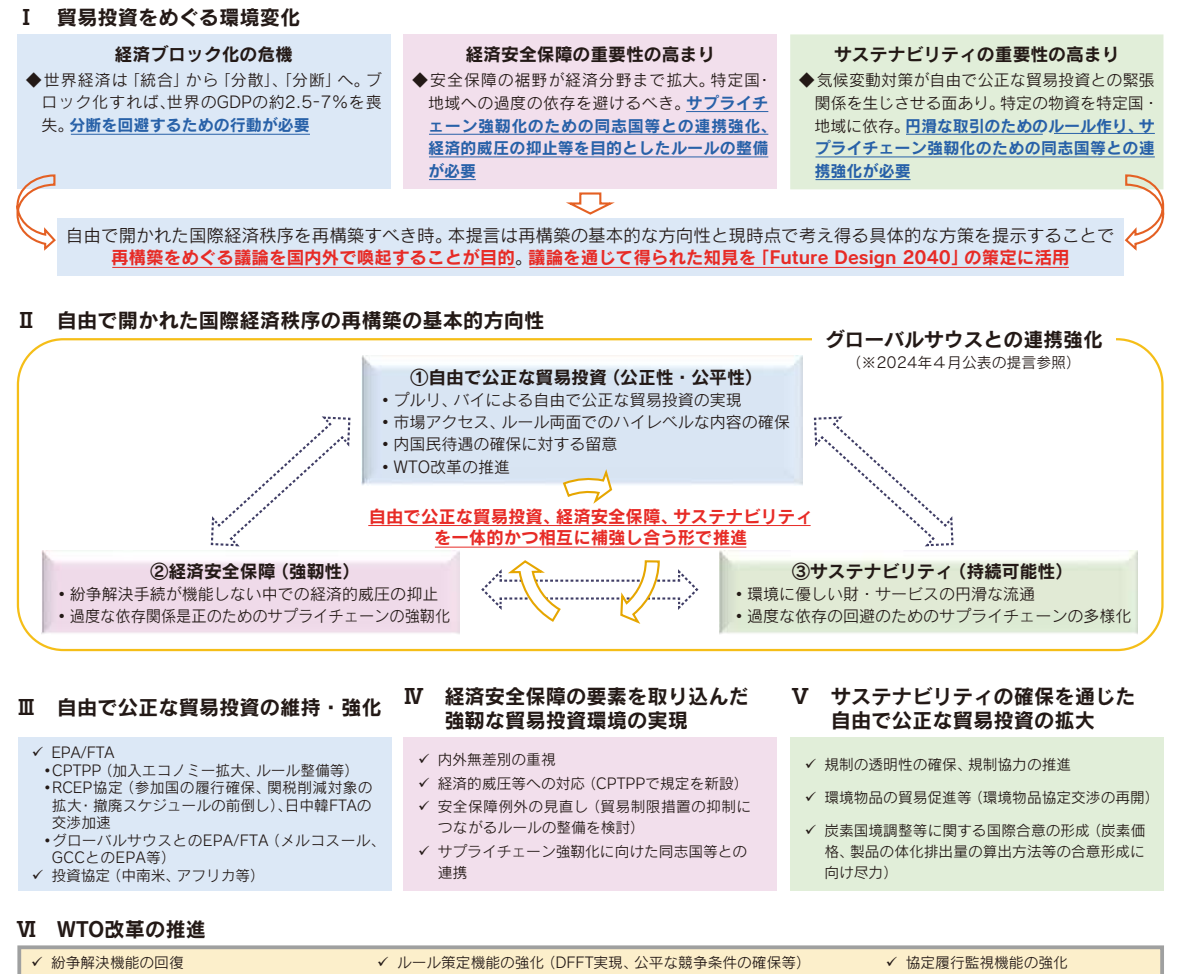 Ⅰ 貿易投資をめぐる環境変化
経済ブロック化の危機
◆世界経済は「統合」から「分散」、「分断」へ。ブ
ロック化すれば、世界のGDPの約2.5-7%を喪
失。分断を回避するための行動が必要
経済安全保障の重要性の高まり
◆安全保障の裾野が経済分野まで拡大。特定国・
地域への過度の依存を避けるべき。サプライチ
ェーン強靭化のための同志国等との連携強化、
経済的威圧の抑止等を目的としたルールの整備
が必要
サステナビリティの重要性の高まり
◆気候変動対策が自由で公正な貿易投資との緊張
関係を生じさせる面あり。特定の物資を特定国・
地域に依存。円滑な取引のためのルール作り、サ
プライチェーン強靭化のための同志国等との連
携強化が必要
自由で開かれた国際経済秩序を再構築すべき時。本提言は再構築の基本的な方向性と現時点で考え得る具体的な方策を提示することで
再構築をめぐる議論を国内外で喚起することが目的。議論を通じて得られた知見を「Future Design 2040」の策定に活用
Ⅱ 自由で開かれた国際経済秩序の再構築の基本的方向性
グローバルサウスとの連携強化
(※2024年4月公表の提言参照)
①自由で公正な貿易投資(公正性・公平性)
•プルリ、バイによる自由で公正な貿易投資の実現
•市場アクセス、ルール両面でのハイレベルな内容の確保
•内国民待遇の確保に対する留意
•WTO改革の推進
自由で公正な貿易投資、経済安全保障、サステナビリティ
を一体的かつ相互に補強し合う形で推進
②経済安全保障(強靭性)
•紛争解決手続が機能しない中での経済的威圧の抑止
•過度な依存関係是正のためのサプライチェーンの強靭化
③サステナビリティ(持続可能性)
•環境に優しい財・サービスの円滑な流通
•過度な依存の回避のためのサプライチェーンの多様化
Ⅲ 自由で公正な貿易投資の維持・強化
✓ EPA/FTA
•CPTPP(加入エコノミー拡大、ルール整備等)
•RCEP協定(参加国の履行確保、関税削減対象の
拡大・撤廃スケジュールの前倒し)、日中韓FTAの
交渉加速
•グローバルサウスとのEPA/FTA(メルコスール、
GCCとのEPA等)
✓ 投資協定(中南米、アフリカ等)
Ⅳ 経済安全保障の要素を取り込んだ
強靭な貿易投資環境の実現
✓ 内外無差別の重視
✓ 経済的威圧等への対応(CPTPPで規定を新設)
✓ 安全保障例外の見直し(貿易制限措置の抑制に
つながるルールの整備を検討)
✓ サプライチェーン強靭化に向けた同志国等との
連携
Ⅴ サステナビリティの確保を通じた
自由で公正な貿易投資の拡大
✓ 規制の透明性の確保、規制協力の推進
✓ 環境物品の貿易促進等(環境物品協定交渉の再開)
✓ 炭素国境調整等に関する国際合意の形成(炭素価
格、製品の体化排出量の算出方法等の合意形成に
向け尽力)
Ⅵ WTO改革の推進
✓ 紛争解決機能の回復
✓ ルール策定機能の強化(DFFT実現、公平な競争条件の確保等)
✓ 協定履行監視機能の強化